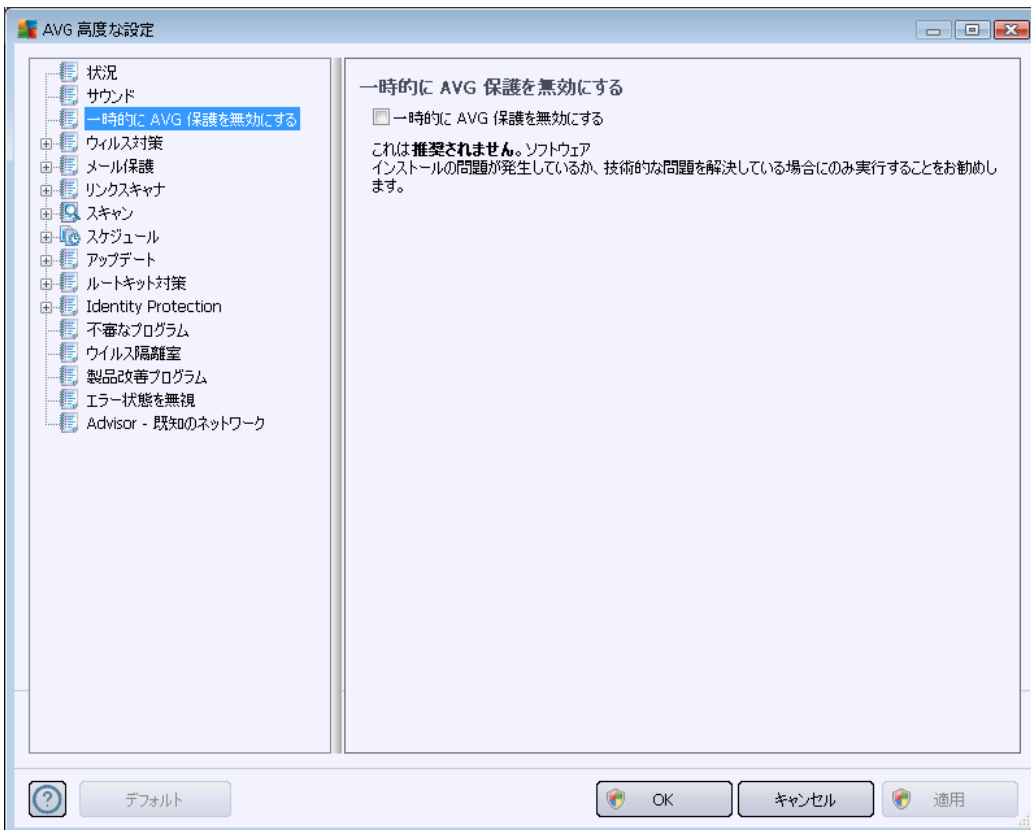 AVG 高度な設定
状況
サウンド
一時的に AVG 保護を無効にする
ウィルス対策
メール保護
リンクスキャナ
スキャン
スケジュール
アップデート
ルートキット対策
Identity Protection
不審なプログラム
ウイルス隔離室
製品改善プログラム
エラー状態を無視
Advisor - 既知のネットワーク
一時的に AVG 保護を無効にする
一時的に AVG 保護を無効にする
これは推奨されません。ソフトウェア
インストールの問題が発生しているか、技術的な問題を解決している場合にのみ実行することをお勧めし
ます。
デフォルト
OK
キャンセル
適用